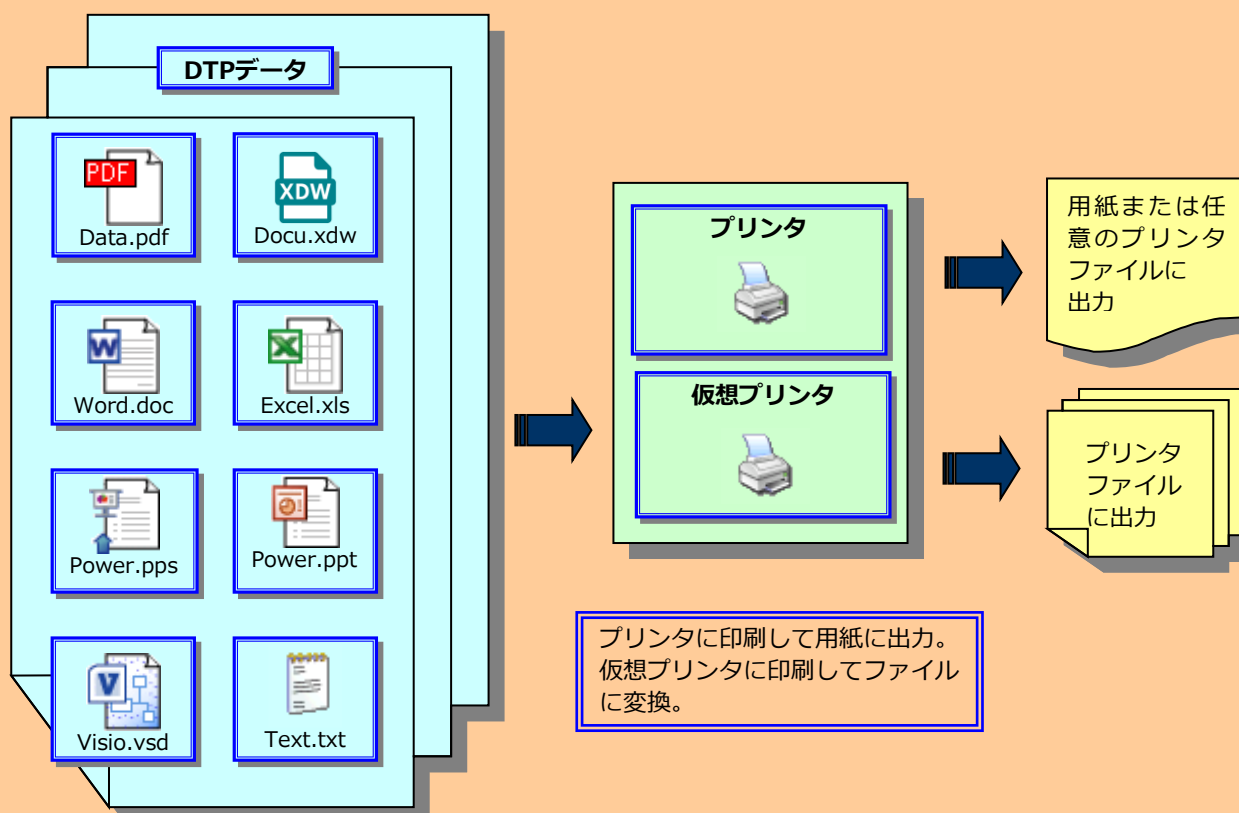 DTPデータ
PDF
Data.pdf
XDW
Docu.xdw
W
Word.doc
X
Excel.xls
Power.pps
Power.ppt
V
Visio.vsd
Text.txt
プリンタ
仮想プリンタ
用紙または任
意のプリンタ
ファイルに
出力
プリンタ
ファイル
に出力
プリンタに印刷して用紙に出力。
仮想プリンタに印刷してファイル
に変換。